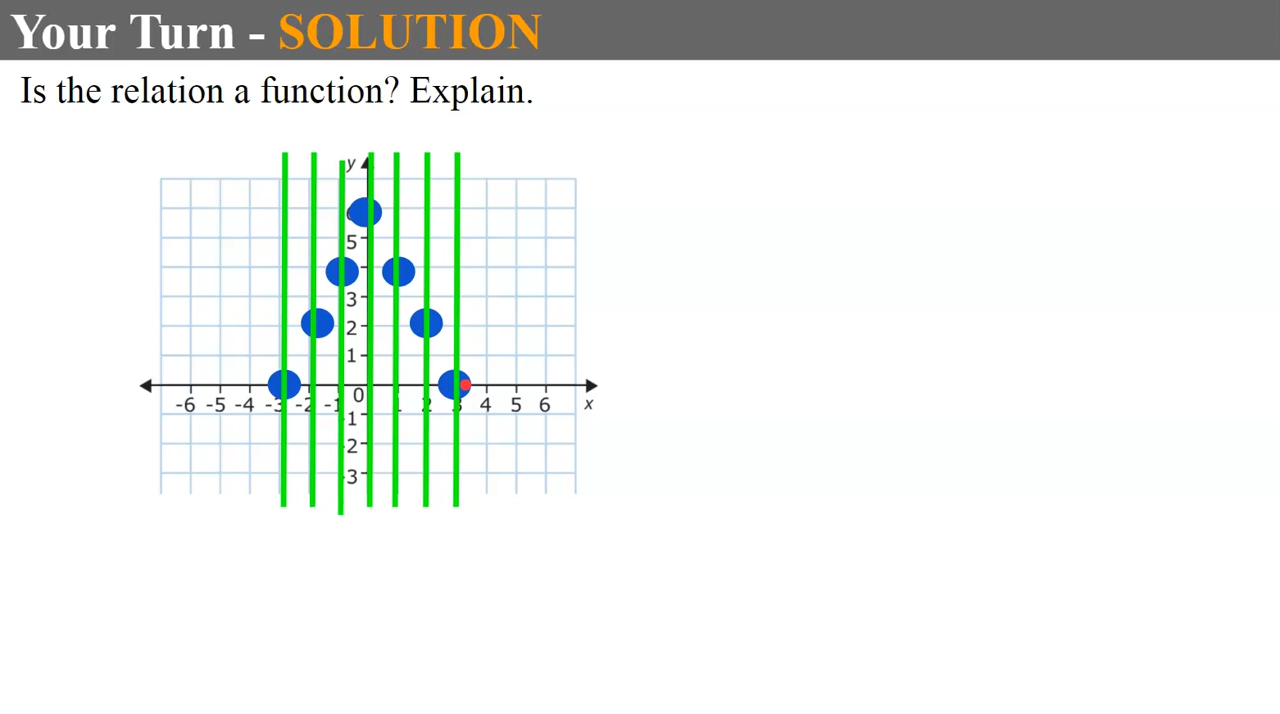 Your Turn - SOLUTION
Is the relation a function? Explain.
y
5
3
2
1
0
-6 -5 -4 -3 -2 -1 1 2 3 4 5 6 x
-1
-2
-3